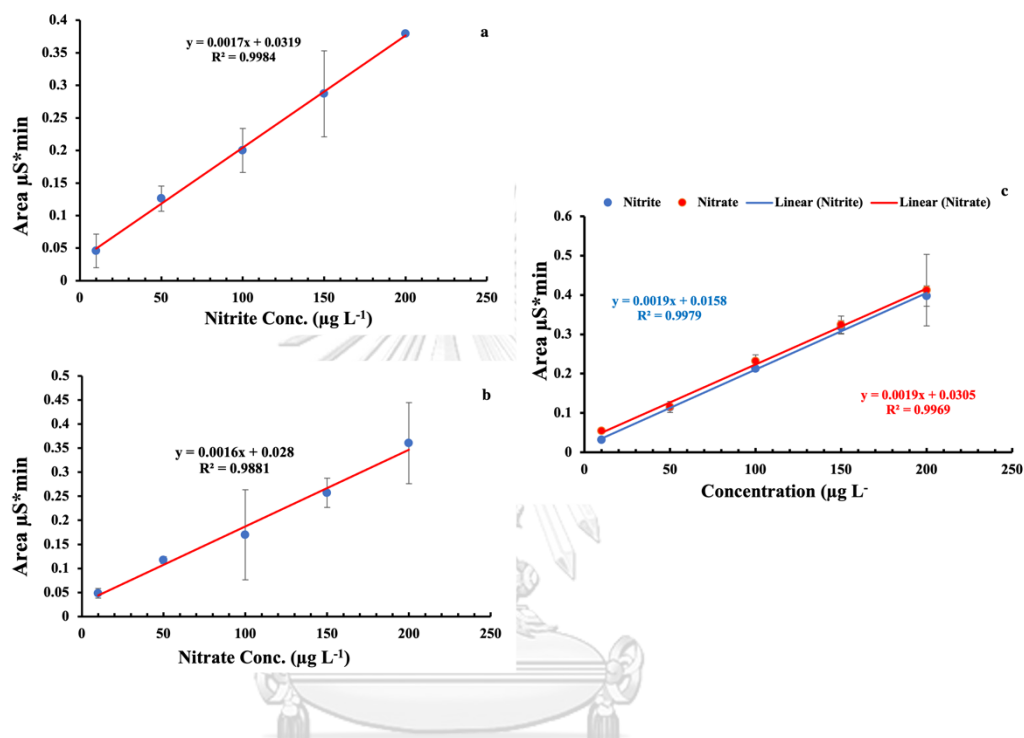 a
y = 0.0017x + 0.0319
R² = 0.9984
0.4
0.35
0.3
0.25
0.2
0.15
0.1
0.05
0
Area µS*min
0 50 100 150 200 250
Nitrite Conc. (µg L⁻¹)
b
y = 0.0016x + 0.028
R² = 0.9881
0.5
0.45
0.4
0.35
0.3
0.25
0.2
0.15
0.1
0.05
0
Area µS*min
0 50 100 150 200 250
Nitrate Conc. (µg L⁻¹)
c
Nitrite Nitrate Linear (Nitrite) Linear (Nitrate)
0.6
0.5
0.4
0.3
0.2
0.1
0
Area µS*min
y = 0.0019x + 0.0158
R² = 0.9979
y = 0.0019x + 0.0305
R² = 0.9969
0 50 100 150 200 250
Concentration (µg L-